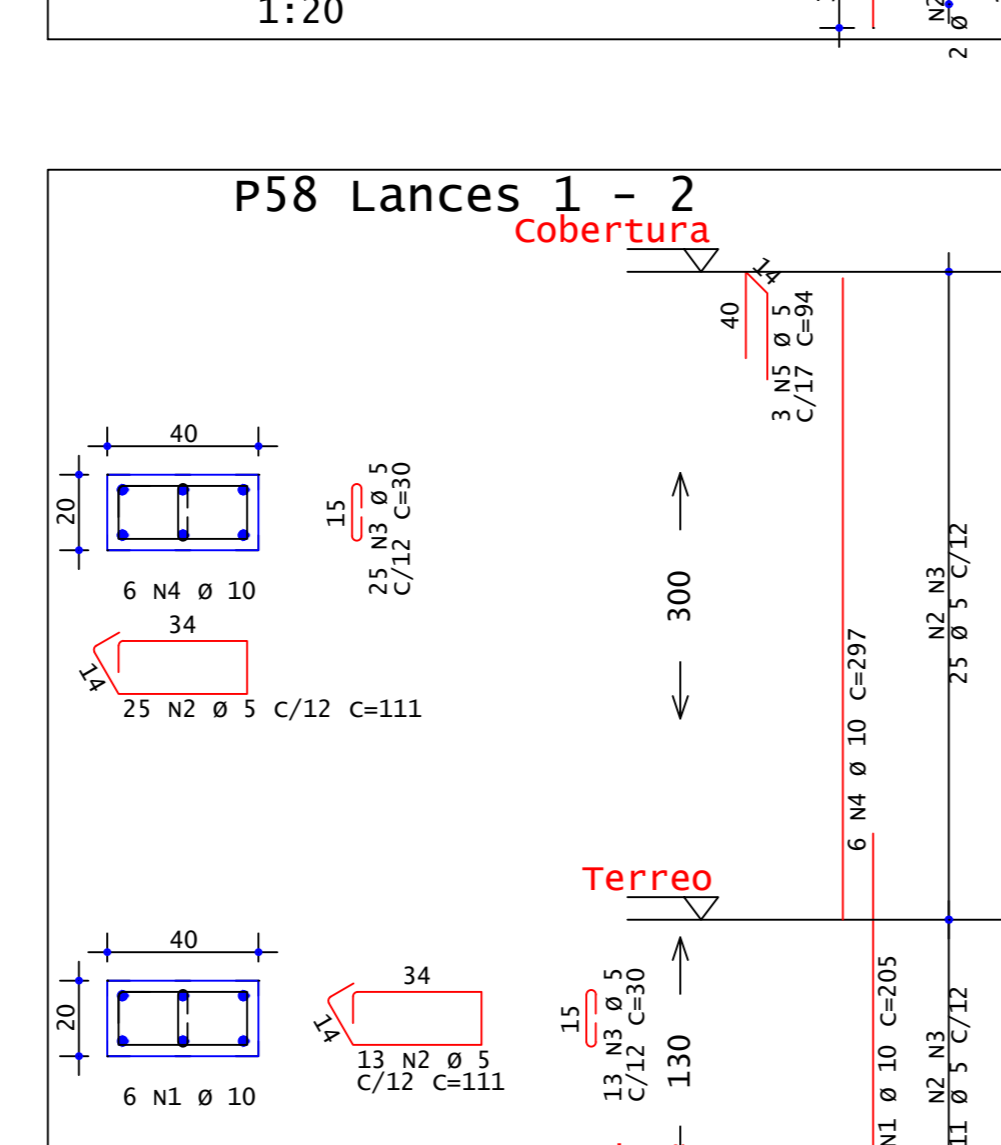 1:20
2 Ø
P58 Lances 1 - 2
Cobertura
14
40
3 N5 Ø 5
C/17 C=94
40
20
15
25 N3 Ø 5
C/12 C=30
6 N4 Ø 10
34
14
25 N2 Ø 5 C/12 C=111
300
6 N4 Ø 10 C=297
N2 N3
25 Ø 5 C/12
Terreo
40
20
34
14
13 N2 Ø 5
C/12 C=111
15
13 N3 Ø 5
C/12 C=30
6 N1 Ø 10
130
N1 Ø 10 C=205
N2 N3
11 Ø 5 C/12